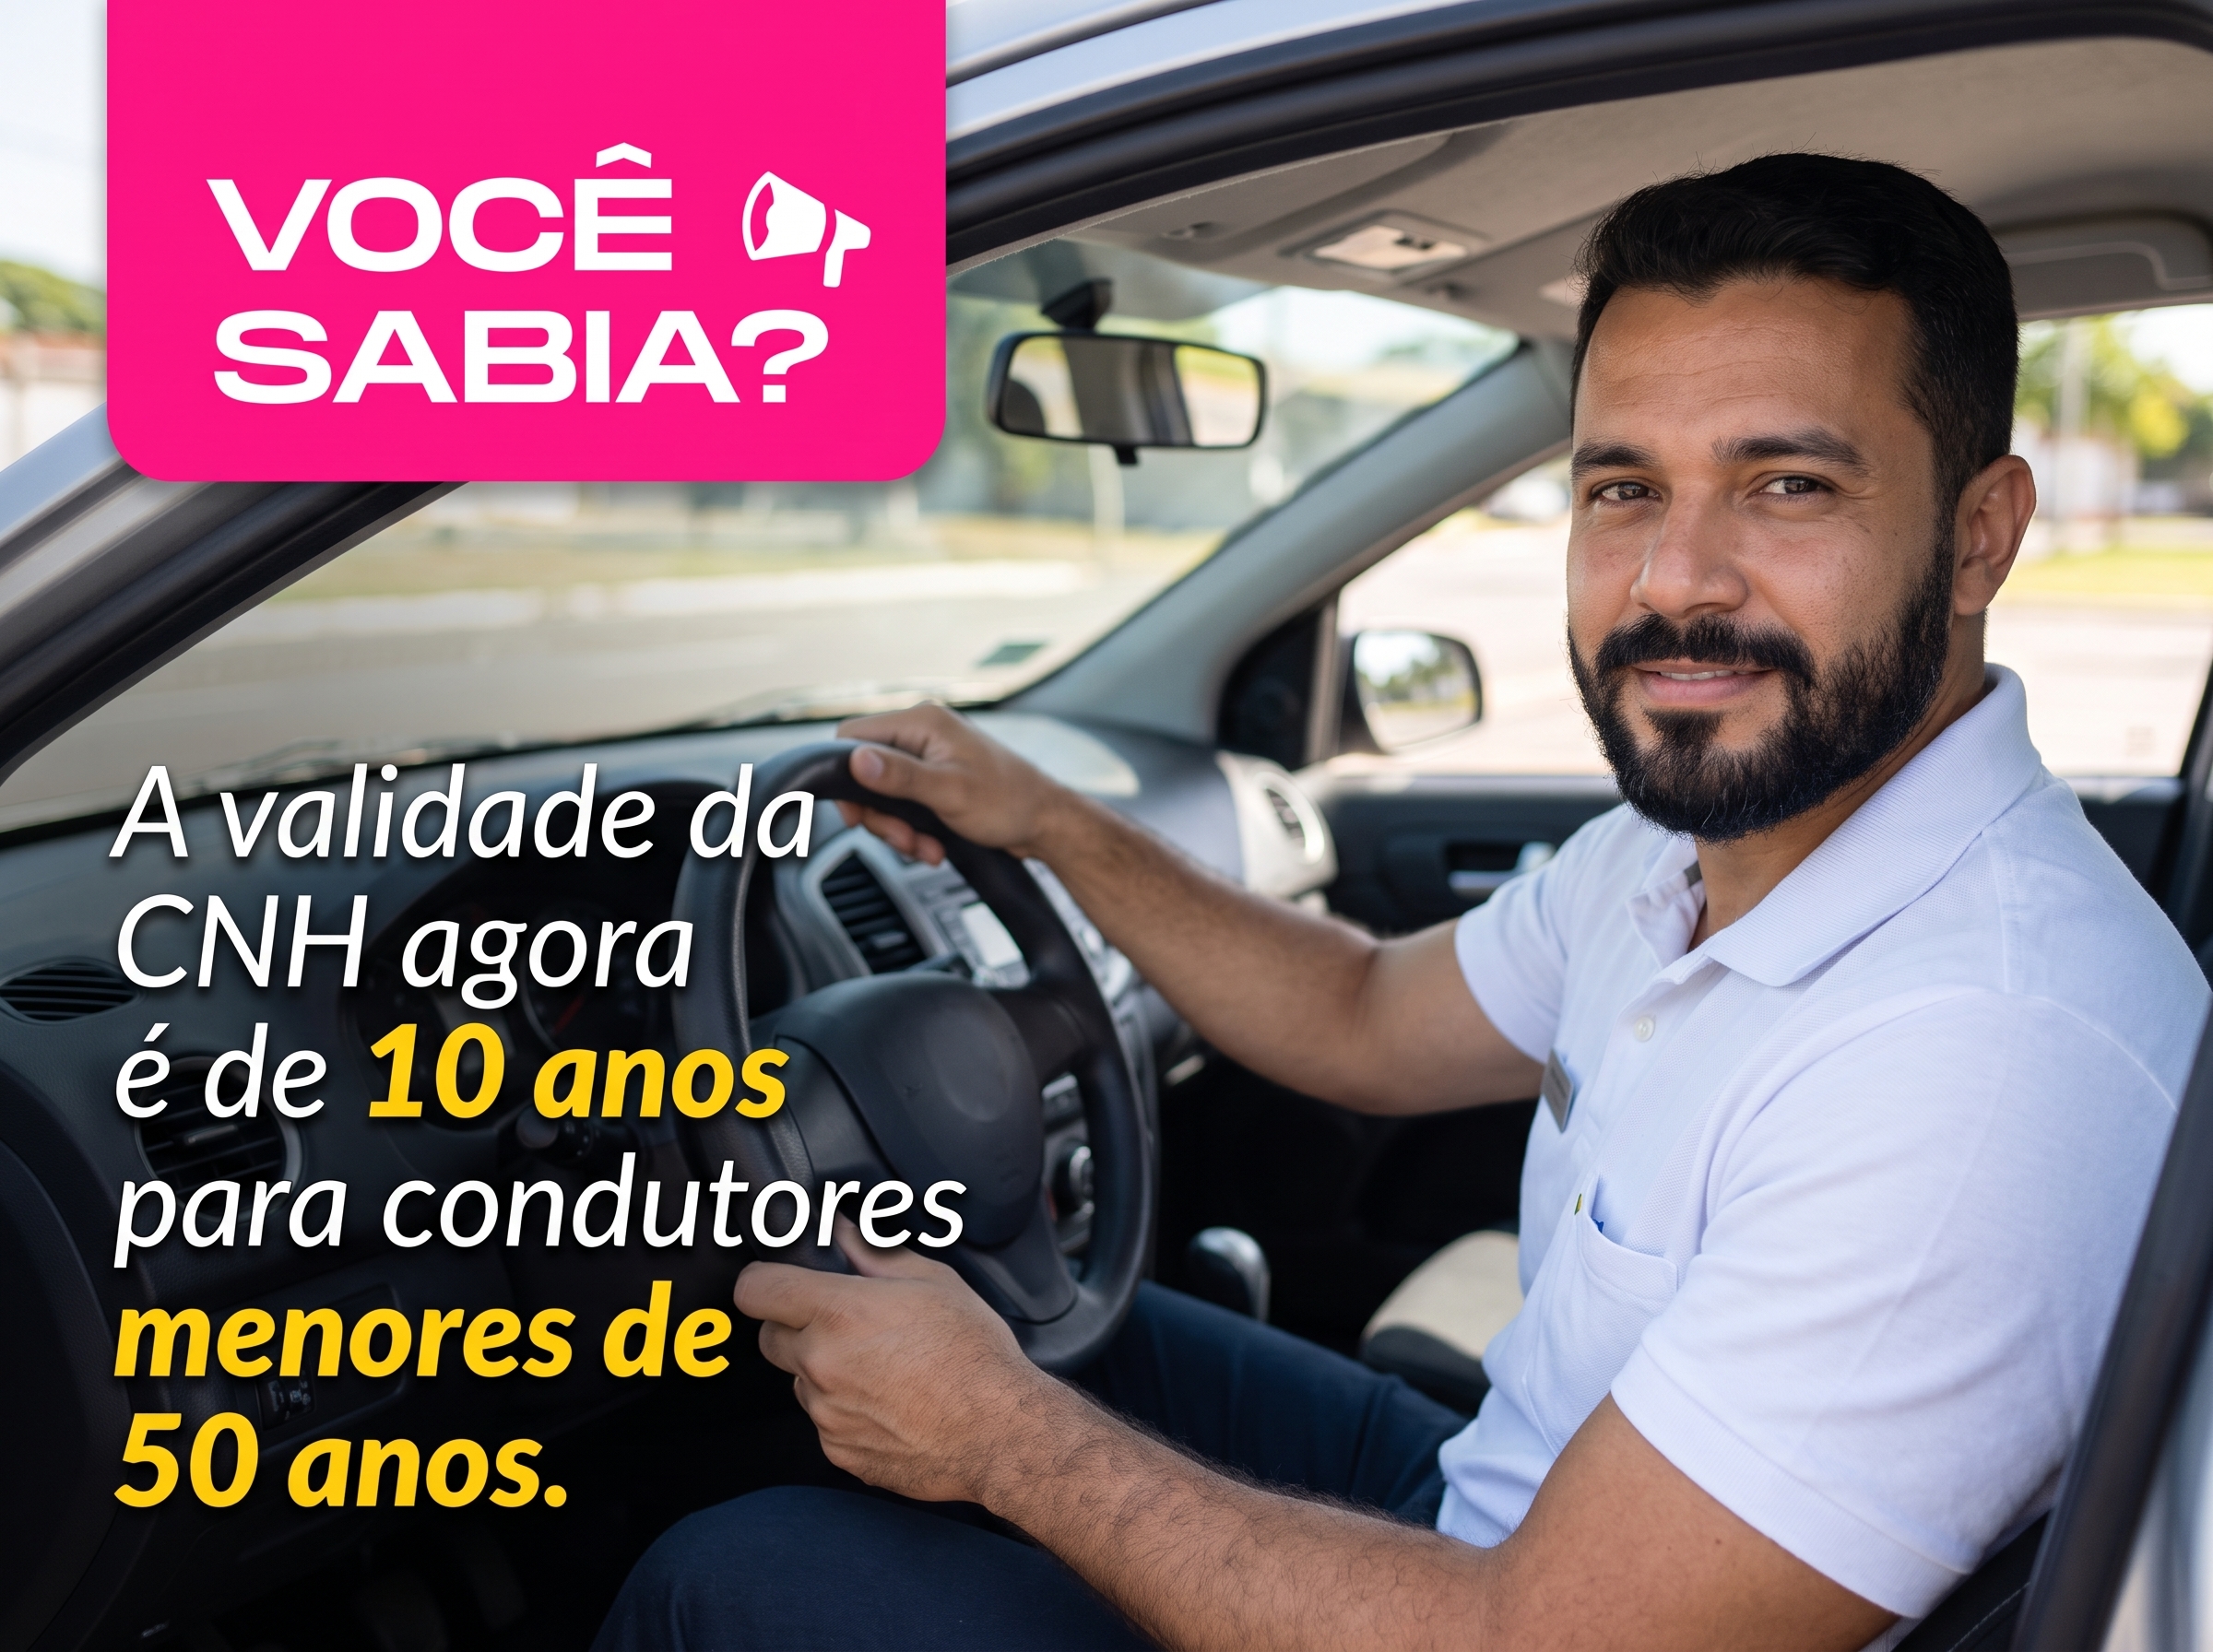 VOCÊ
SABIA?
A validade da
CNH agora
é de 10 anos
para condutores
menores de
50 anos.